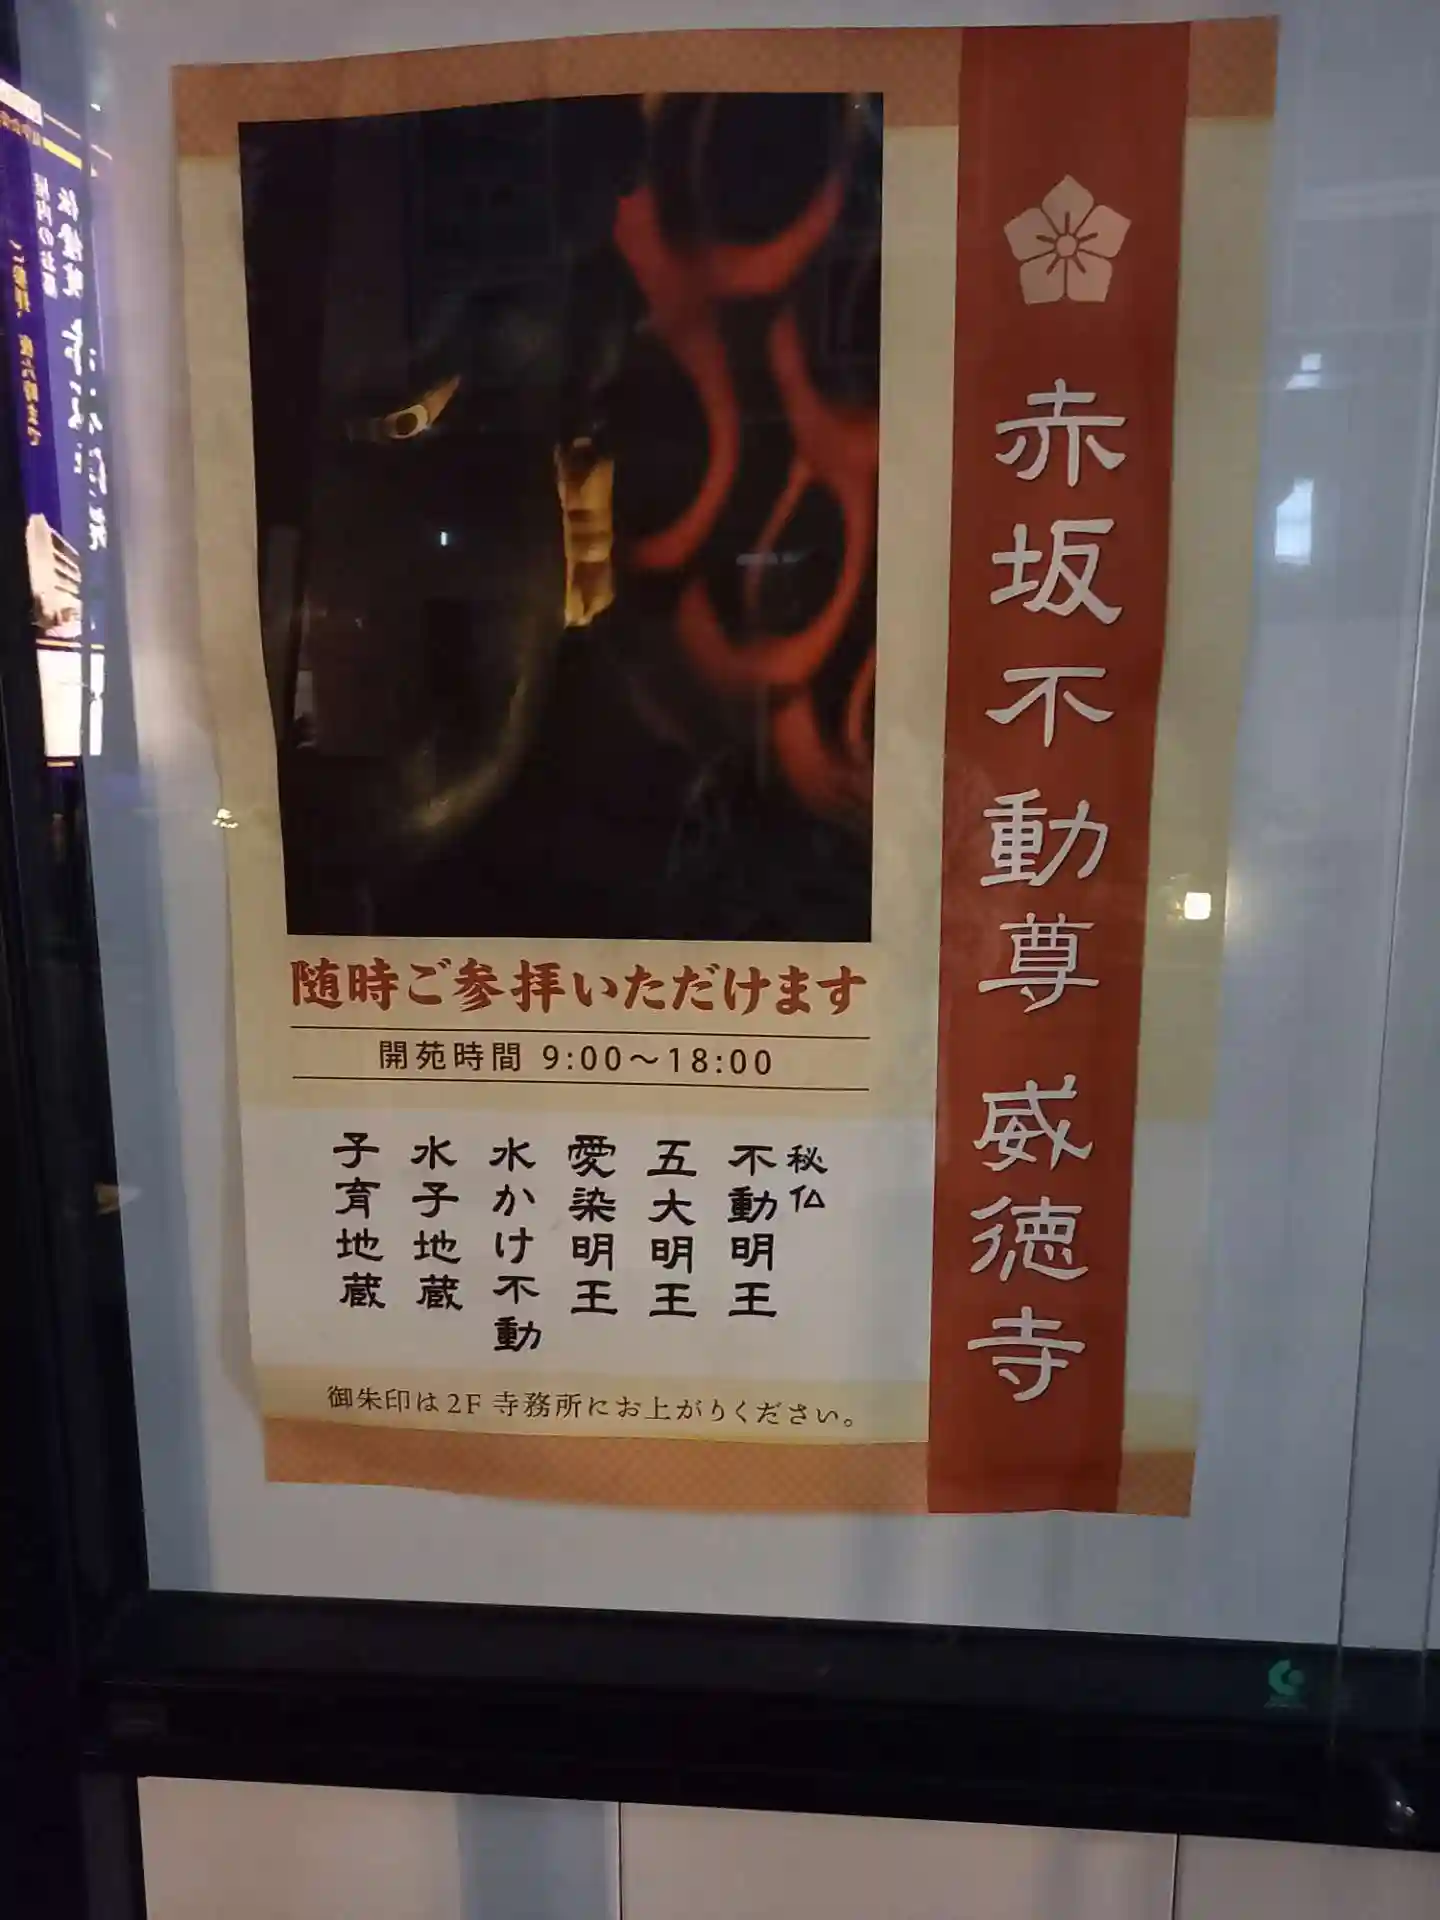 赤坂不動尊 威徳寺
随時ご参拝いただけます
開苑時間 9:00〜18:00
秘仏
不動明王
五大明王
愛染明王
水かけ不動
水子地蔵
子育地蔵
御朱印は2F 寺務所にお上がりください。